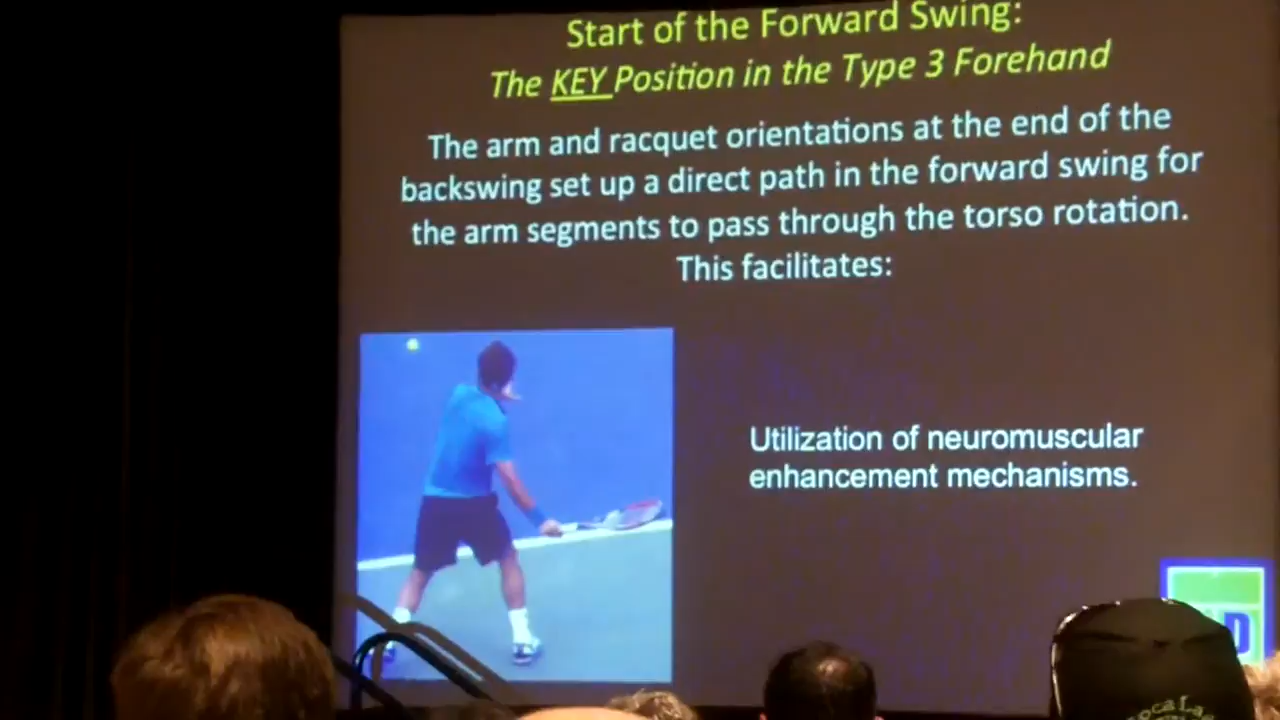 Start of the Forward Swing:
The KEY Position in the Type 3 Forehand
The arm and racquet orientations at the end of the
backswing set up a direct path in the forward swing for
the arm segments to pass through the torso rotation.
This facilitates:
Utilization of neuromuscular
enhancement mechanisms.
D